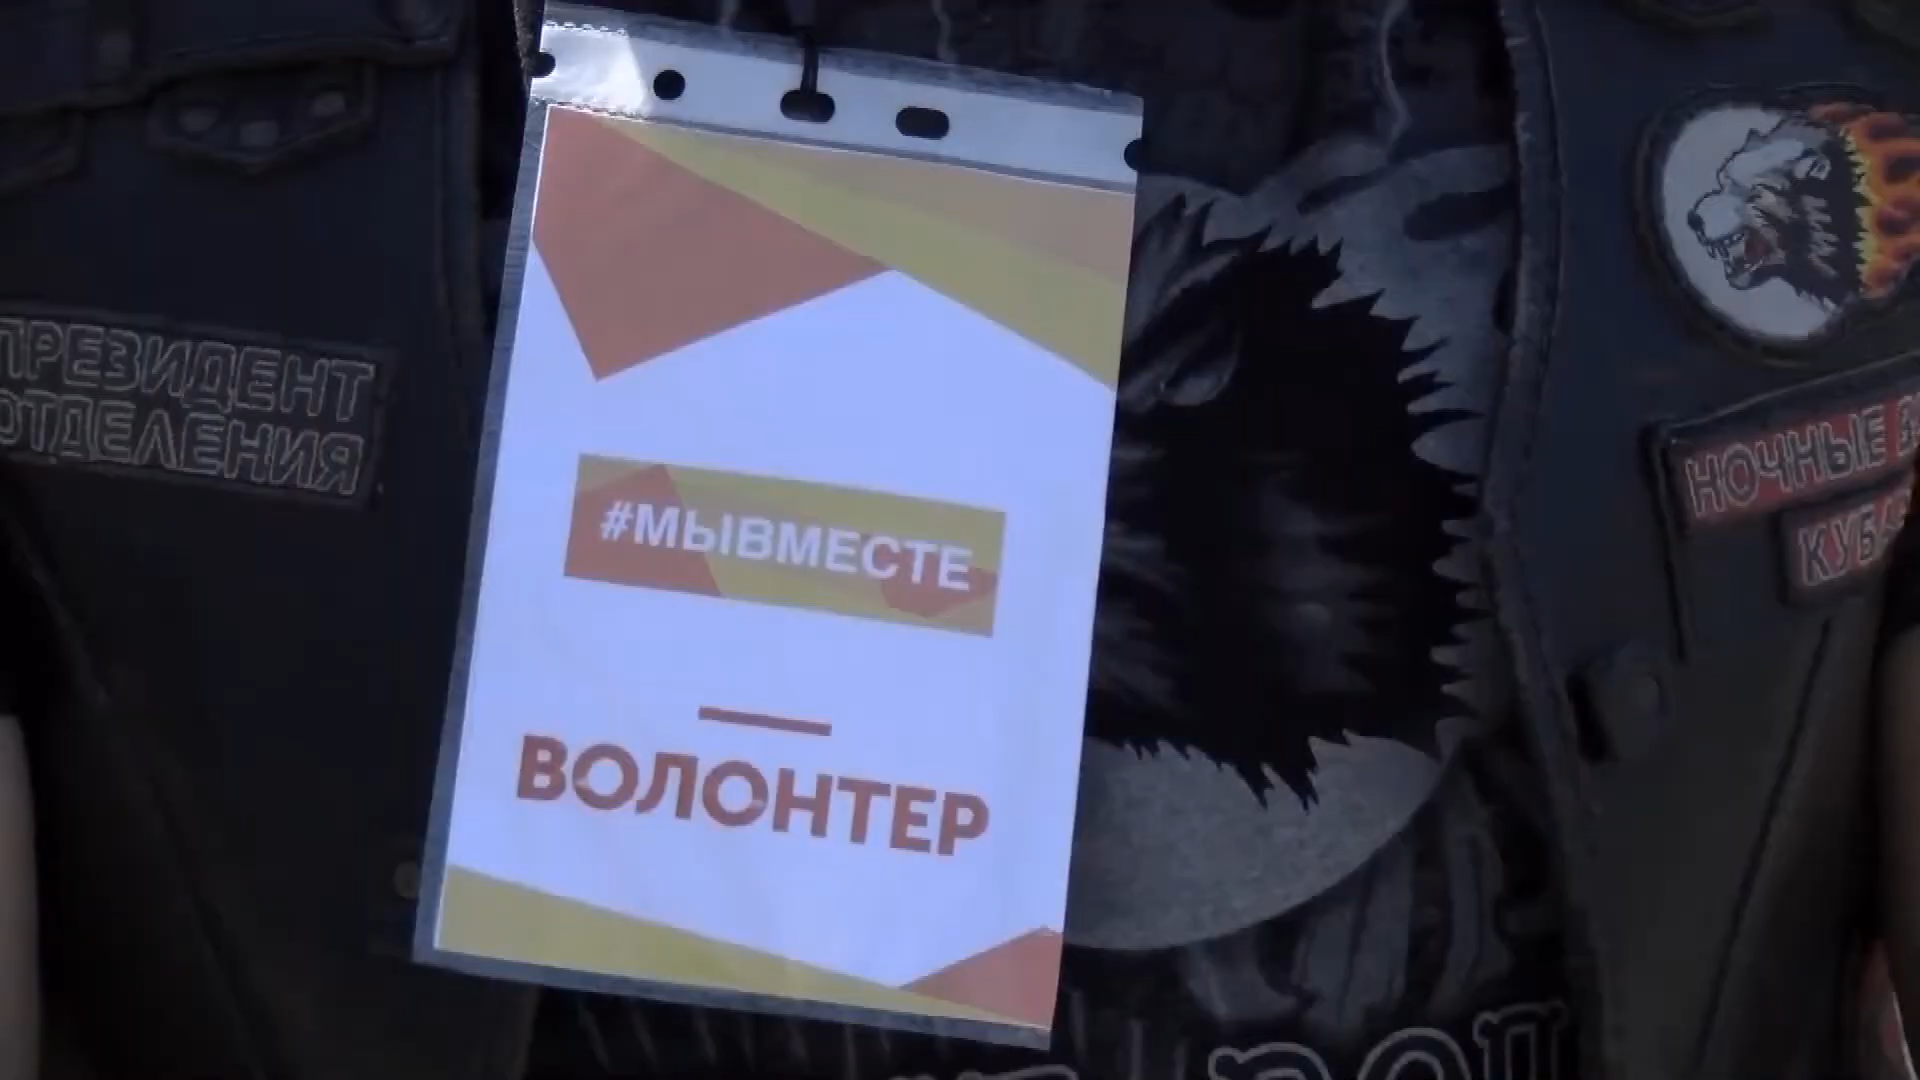 ПРЕЗИДЕНТ
ОТДЕЛЕНИЯ
#МЫВМЕСТЕ
ВОЛОНТЕР
НОЧНЫЕ